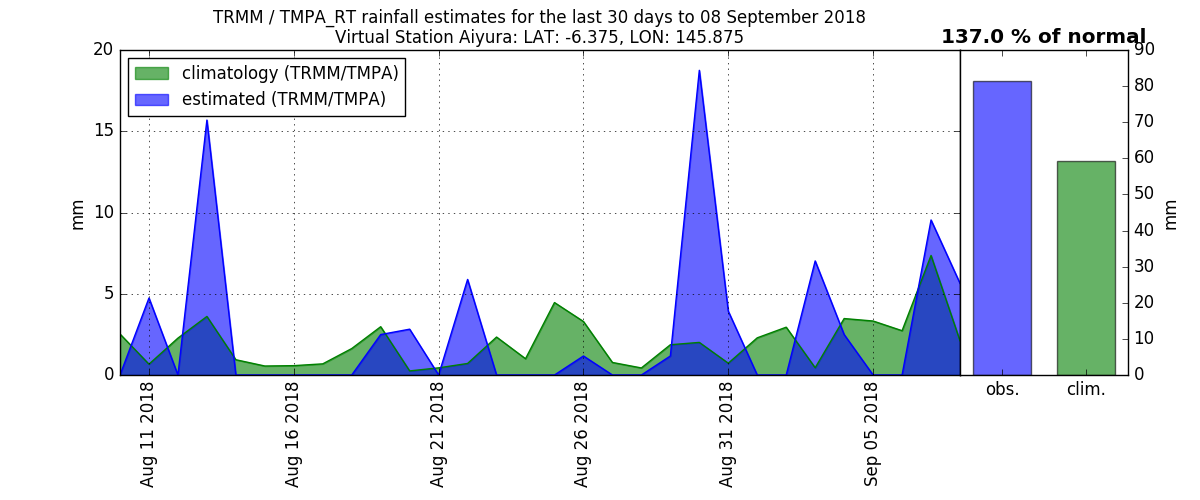 TRMM / TMPA_RT rainfall estimates for the last 30 days to 08 September 2018
Virtual Station Aiyura: LAT: -6.375, LON: 145.875
137.0 % of normal
climatology (TRMM/TMPA)
estimated (TRMM/TMPA)
20
15
10
5
0
mm
Aug 11 2018
Aug 16 2018
Aug 21 2018
Aug 26 2018
Aug 31 2018
Sep 05 2018
90
80
70
60
50
40
30
20
10
0
mm
obs.
clim.